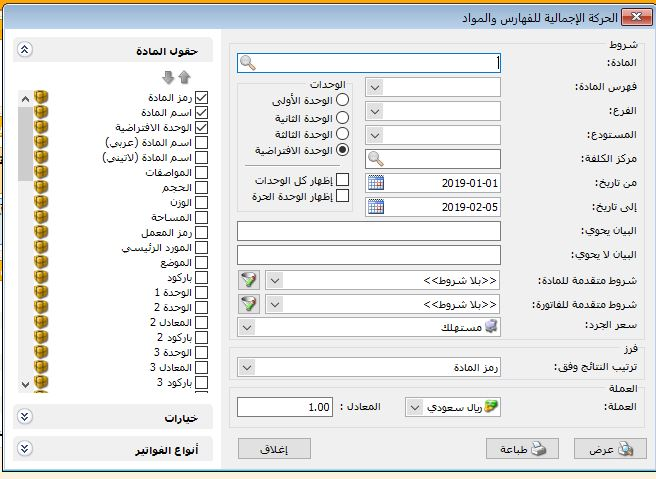 الحركة الإجمالية للفهارس والمواد
شروط
المادة:
فهرس المادة:
الفرع:
المستودع:
مركز الكلفة:
من تاريخ: 2019-01-01
إلى تاريخ: 2019-02-05
البيان يحوي:
البيان لا يحوي:
شروط متقدمة للمادة: <<بلا شروط>>
شروط متقدمة للفاتورة: <<بلا شروط>>
سعر الجرد: مستهلك
الوحدات
الوحدة الأولى
الوحدة الثانية
الوحدة الثالثة
الوحدة الافتراضية
إظهار كل الوحدات
إظهار الوحدة الحرة
فرز
ترتيب النتائج وفق: رمز المادة
العملة
العملة: ريال سعودي المعادل : 1.00
عرض
طباعة
إغلاق
حقول المادة
رمز المادة
اسم المادة
الوحدة الافتراضية
اسم المادة (عربي)
اسم المادة (لاتيني)
المواصفات
الحجم
الوزن
المساحة
رمز المعمل
المورد الرئيسي
الموضع
باركود
الوحدة 1
الوحدة 2
المعادل 2
باركود 2
الوحدة 3
المعادل 3
باركود 3
خيارات
أنواع الفواتير